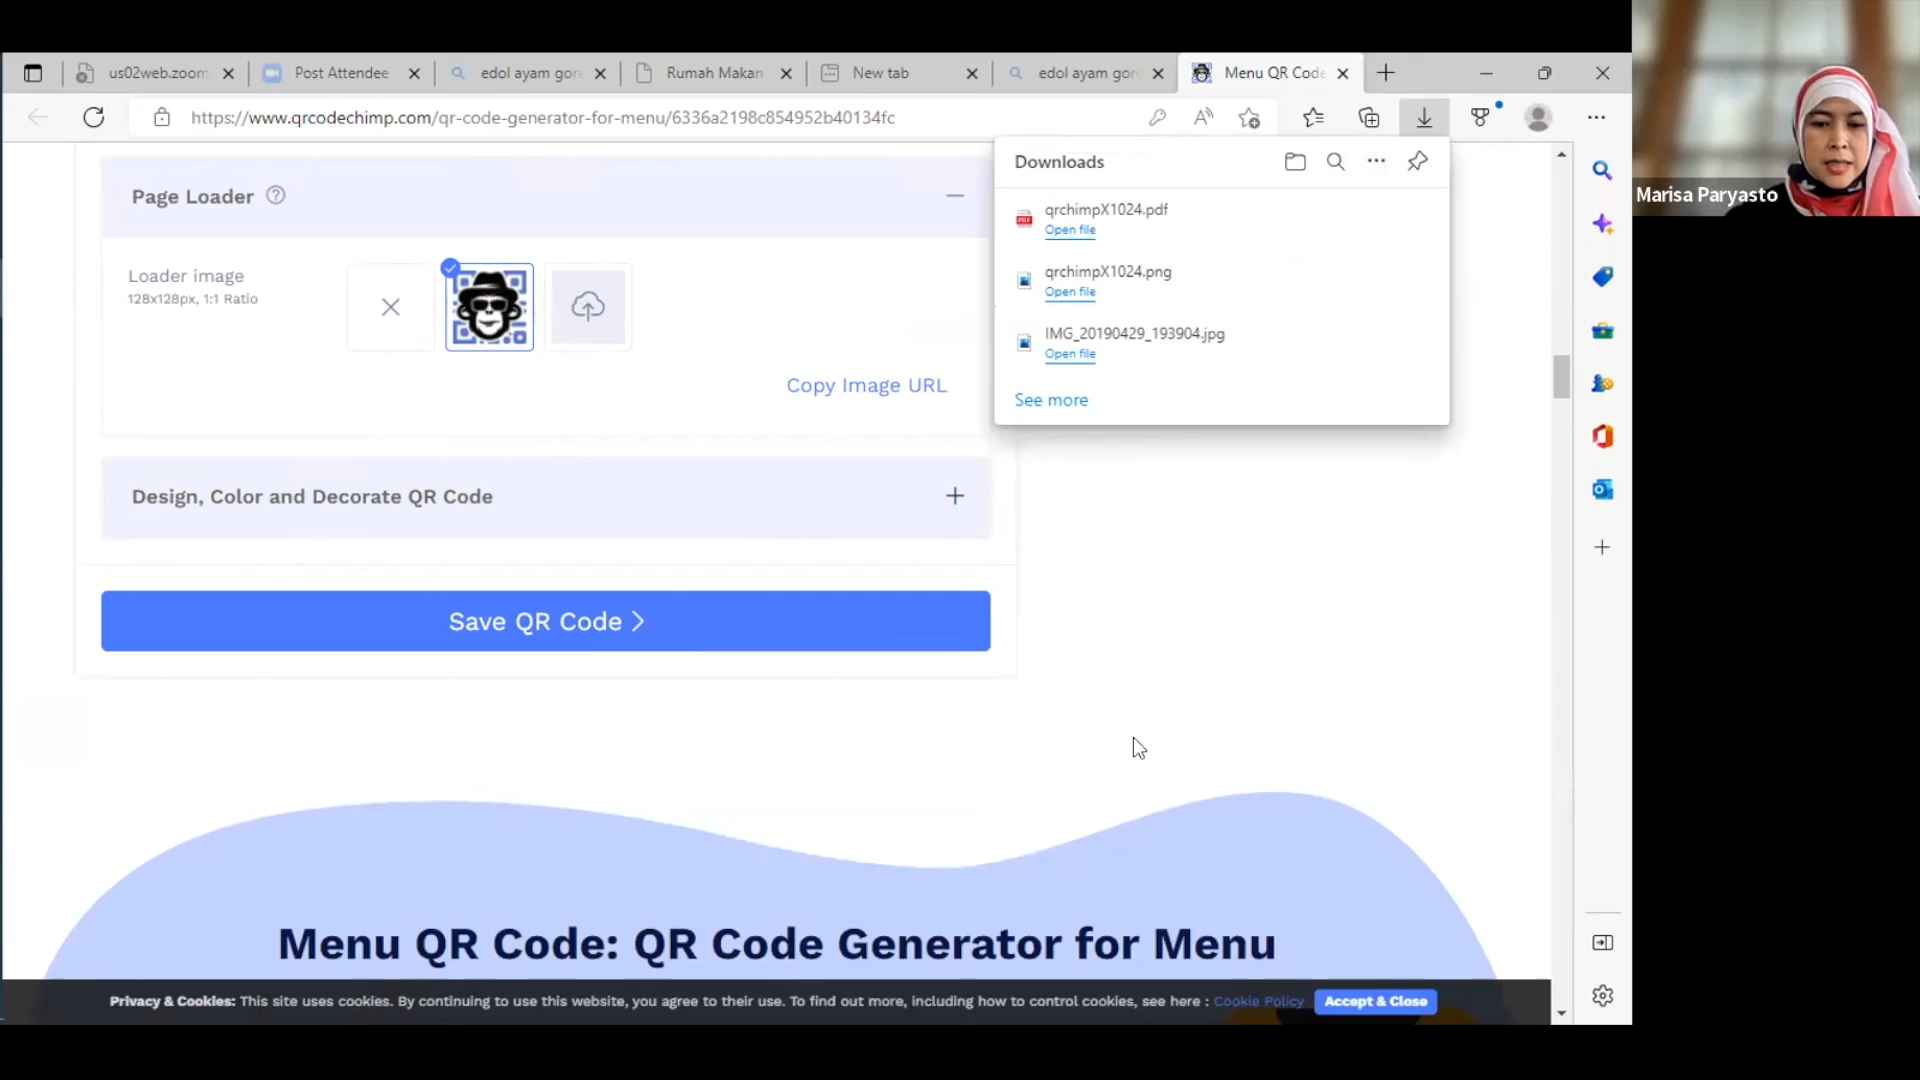 us02web.zoom
Post Attendee
edol ayam gor
Rumah Makan
New tab
edol ayam gor
Menu QR Code
https://www.qrcodechimp.com/qr-code-generator-for-menu/6336a2198c854952b40134fc
Downloads
qrchimpX1024.pdf
Open file
qrchimpX1024.png
Open file
IMG_20190429_193904.jpg
Open file
See more
Page Loader
Loader image
128x128px, 1:1 Ratio
Copy Image URL
Design, Color and Decorate QR Code
Save QR Code
Menu QR Code: QR Code Generator for Menu
Privacy & Cookies: This site uses cookies. By continuing to use this website, you agree to their use. To find out more, including how to control cookies, see here : Cookie Policy
Accept & Close
Marisa Paryasto